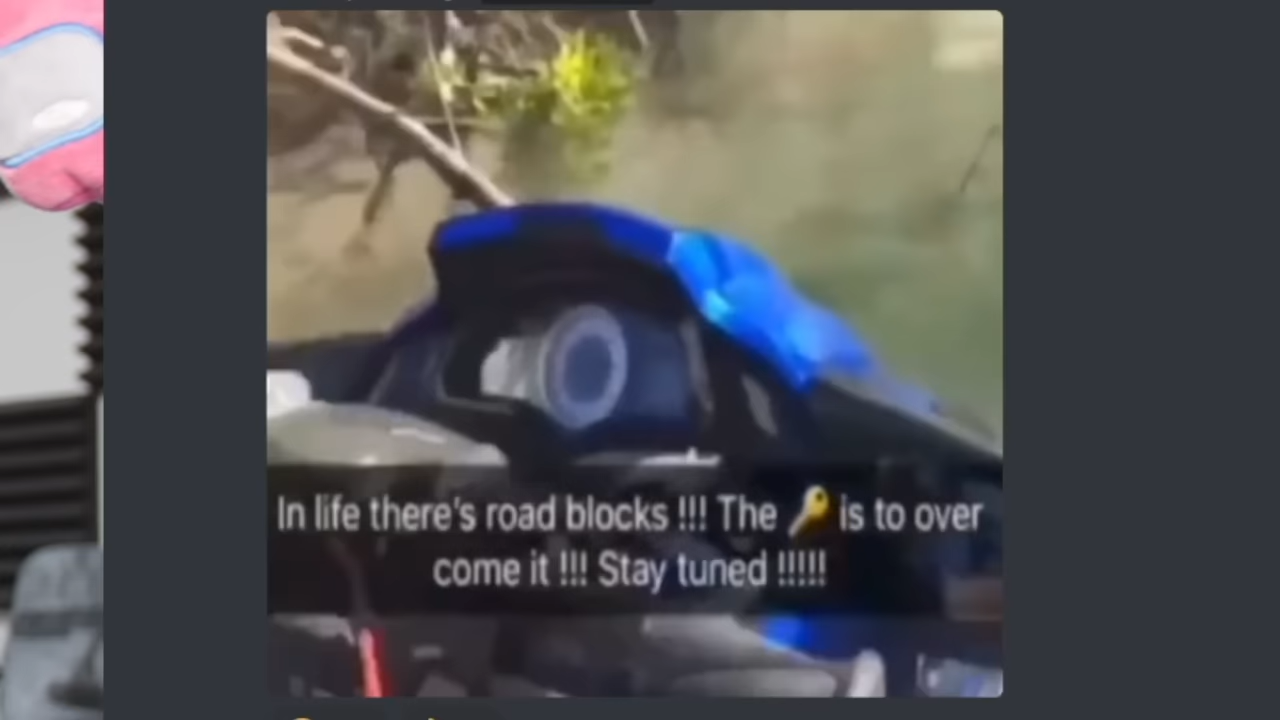 In life there's road blocks !!! The 🔑 is to over
come it !!! Stay tuned !!!!!